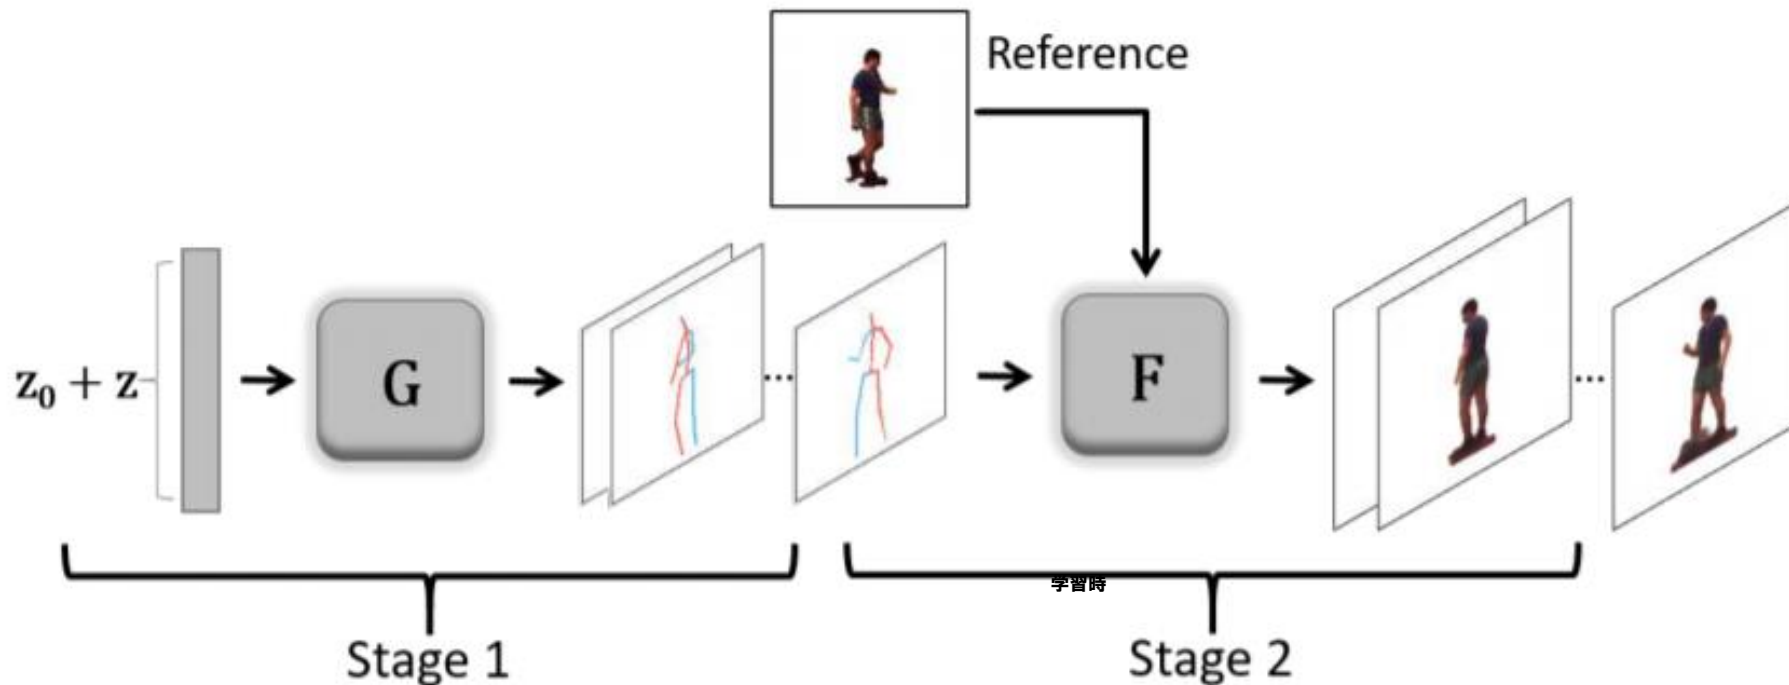 Reference
z₀ + z
G
...
F
...
学習時
Stage 1
Stage 2